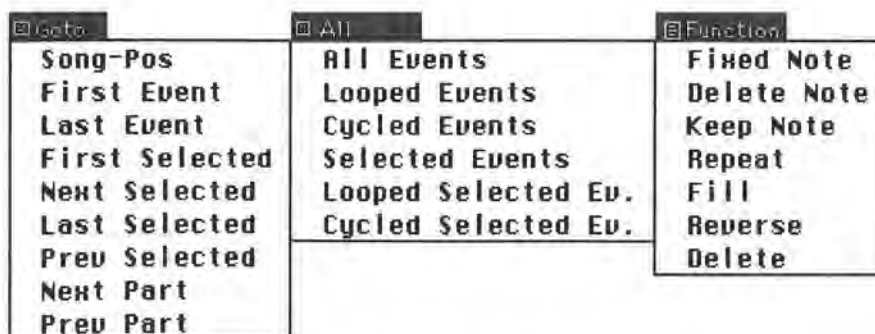 Goto
Song-Pos
First Event
Last Event
First Selected
Next Selected
Last Selected
Prev Selected
Next Part
Prev Part
All
All Events
Looped Events
Cycled Events
Selected Events
Looped Selected Ev.
Cycled Selected Ev.
Function
Fixed Note
Delete Note
Keep Note
Repeat
Fill
Reverse
Delete